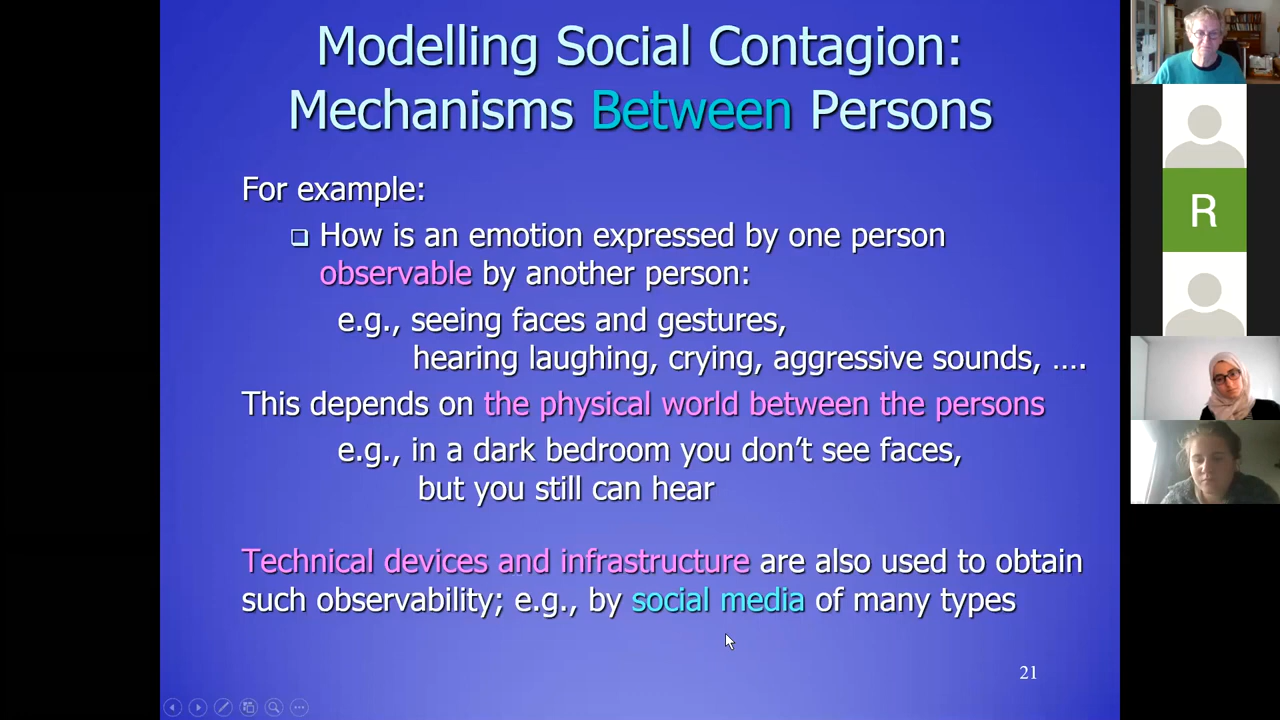 Modelling Social Contagion:
Mechanisms Between Persons
For example:
How is an emotion expressed by one person
observable by another person:
e.g., seeing faces and gestures,
hearing laughing, crying, aggressive sounds, ….
This depends on the physical world between the persons
e.g., in a dark bedroom you don’t see faces,
but you still can hear
Technical devices and infrastructure are also used to obtain
such observability; e.g., by social media of many types
21
R